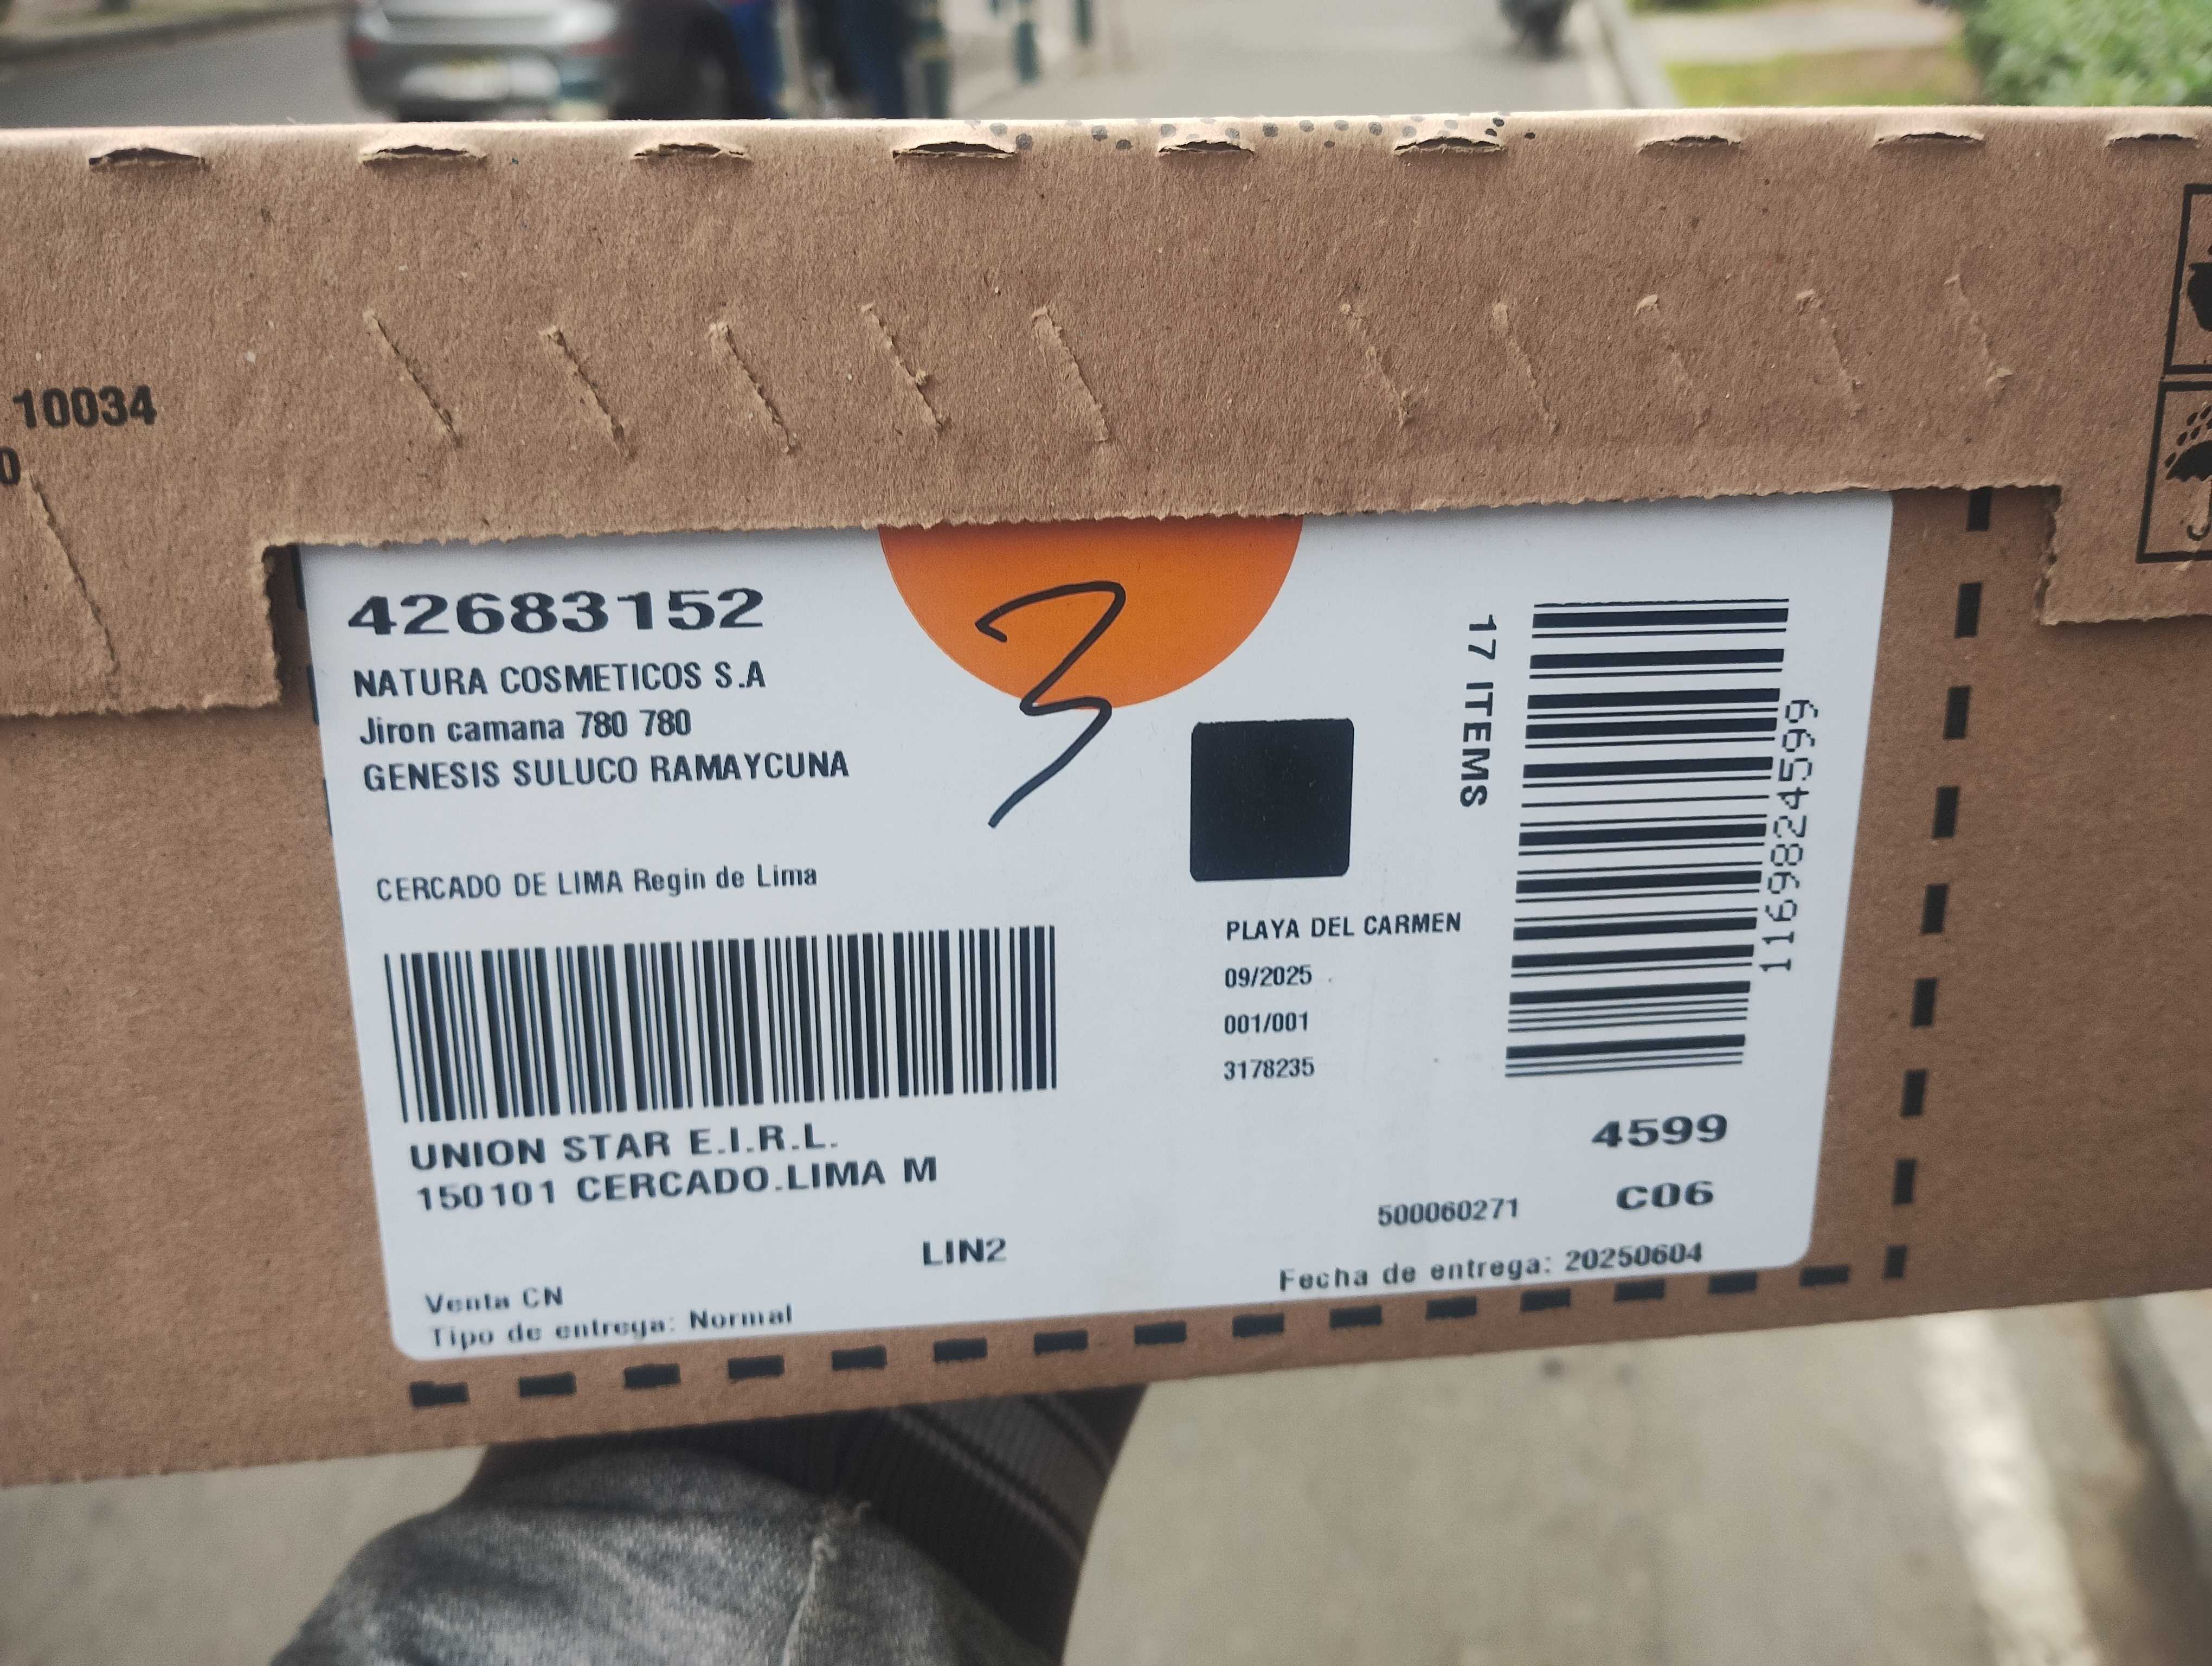 10034
0
42683152
NATURA COSMETICOS S.A
Jiron camana 780 780
GENESIS SULUCO RAMAYCUNA
3
CERCADO DE LIMA Regin de Lima
17 ITEMS
11698244599
PLAYA DEL CARMEN
09/2025
001/001
3178235
UNION STAR E.I.R.L.
150101 CERCADO.LIMA M
4599
C06
500060271
LIN2
Fecha de entrega: 20250604
Venta CN
Tipo de entrega: Normal